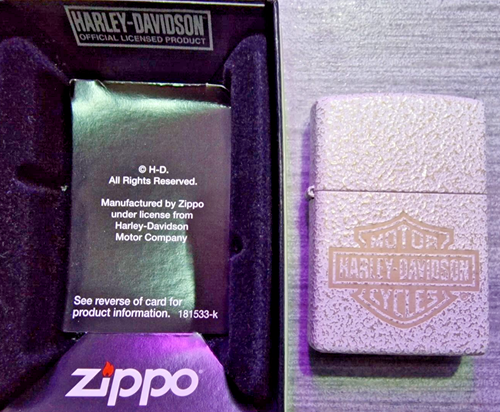 HARLEY-DAVIDSON
OFFICIAL LICENSED PRODUCT
© H-D.
All Rights Reserved.
Manufactured by Zippo
under license from
Harley-Davidson
Motor Company
See reverse of card for
product information. 181533-k
zippo
MOTOR
HARLEY-DAVIDSON
CYCLES